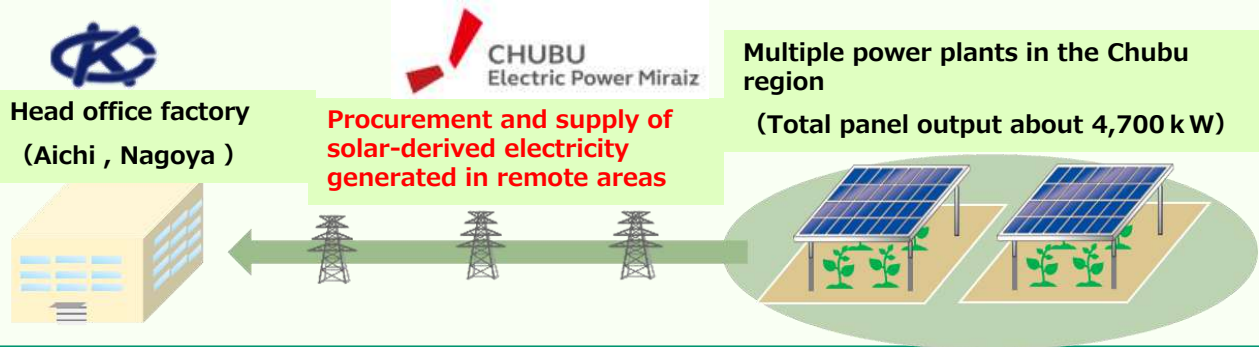 CKC
Head office factory
（Aichi , Nagoya ）
CHUBU
Electric Power Miraiz
Procurement and supply of
solar-derived electricity
generated in remote areas
Multiple power plants in the Chubu
region
（Total panel output about 4,700ｋW）